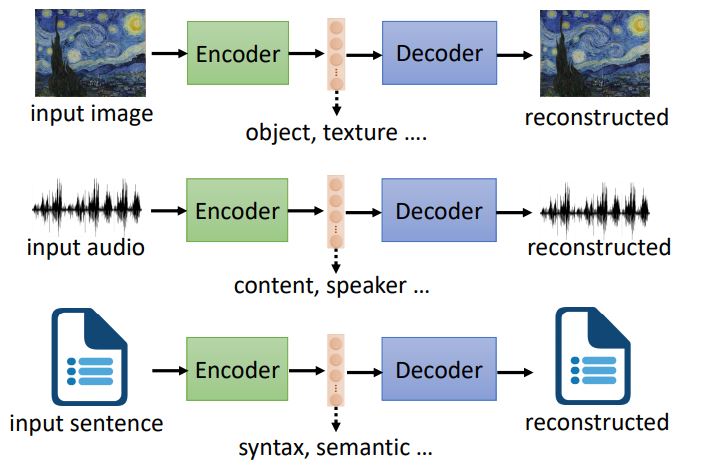 Encoder
Decoder
input image
reconstructed
object, texture ....
Encoder
Decoder
input audio
reconstructed
content, speaker ...
Encoder
Decoder
input sentence
reconstructed
syntax, semantic ...